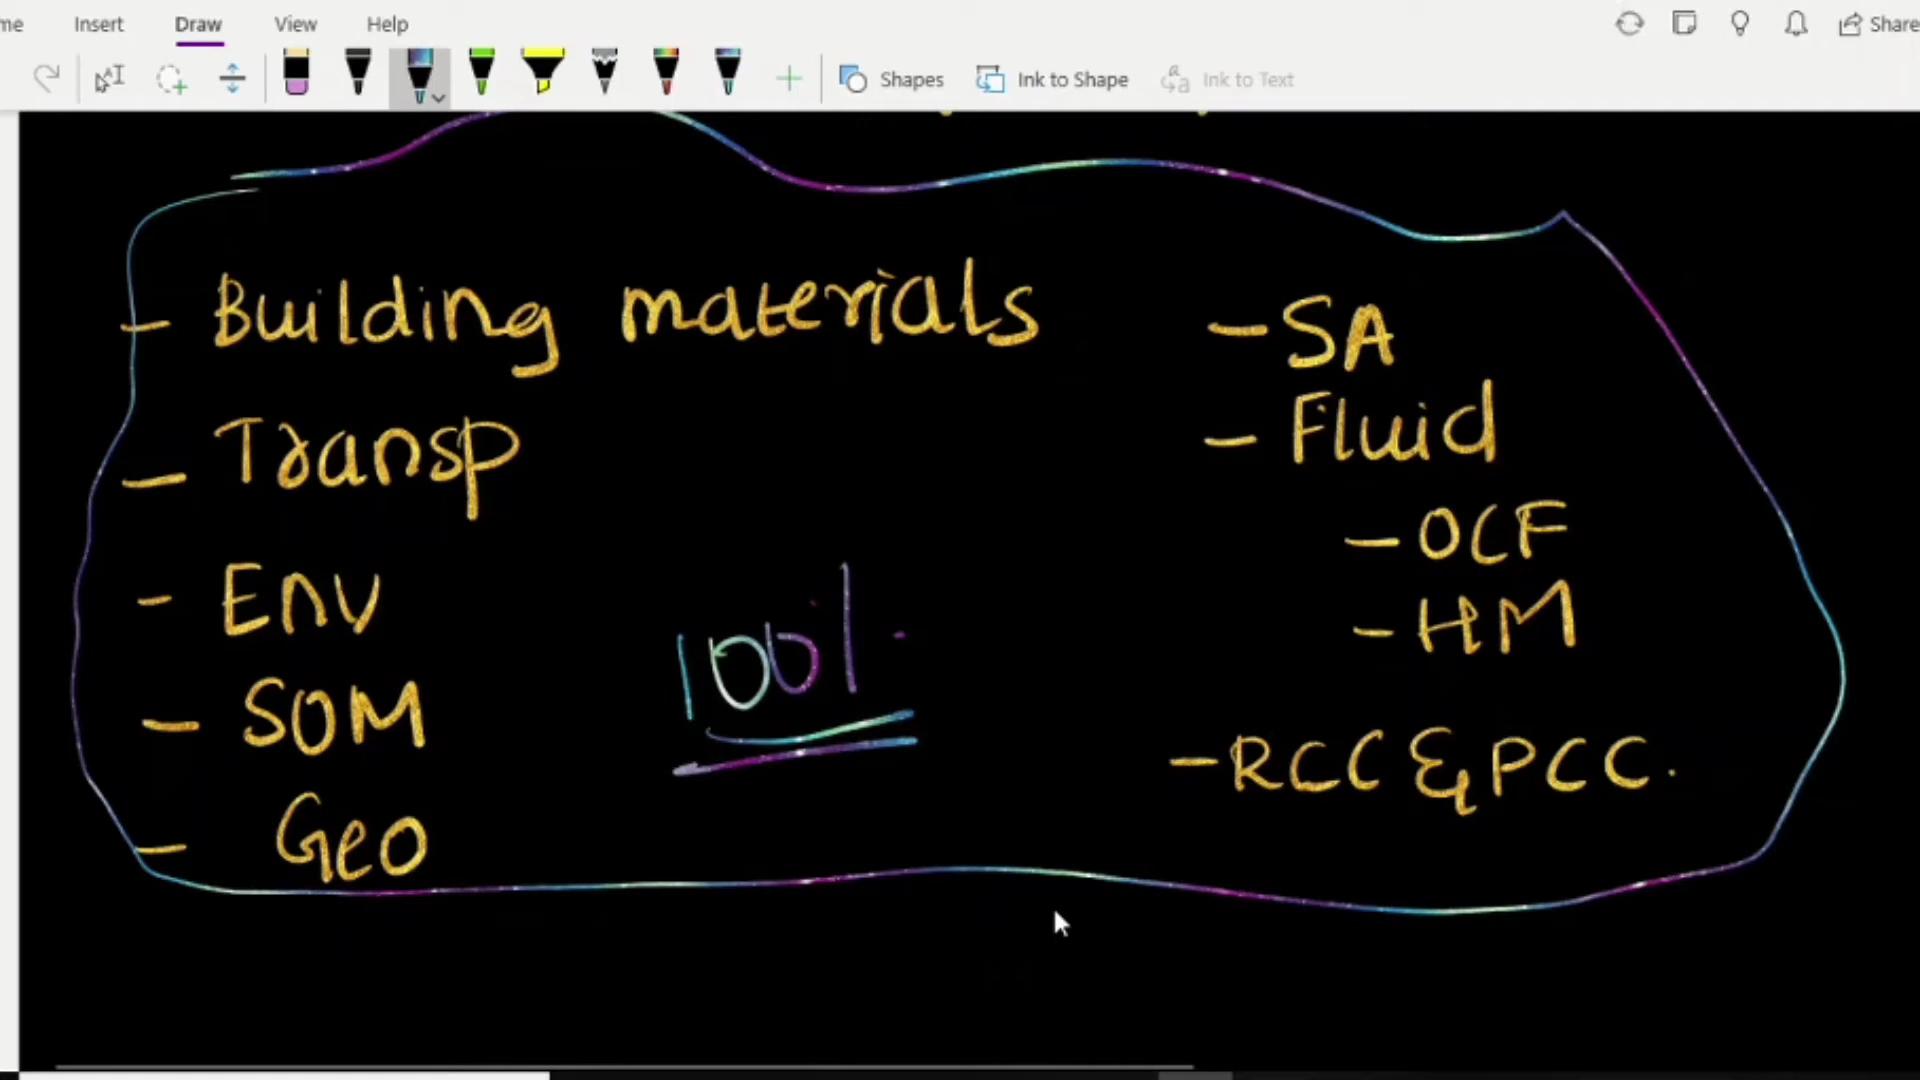 me Insert Draw View Help Share
Shapes Ink to Shape Ink to Text
- Building materials
- Transp
- Env
- SOM
- Geo
100%
- SA
- Fluid
- OCF
- HM
- RCC & PCC.